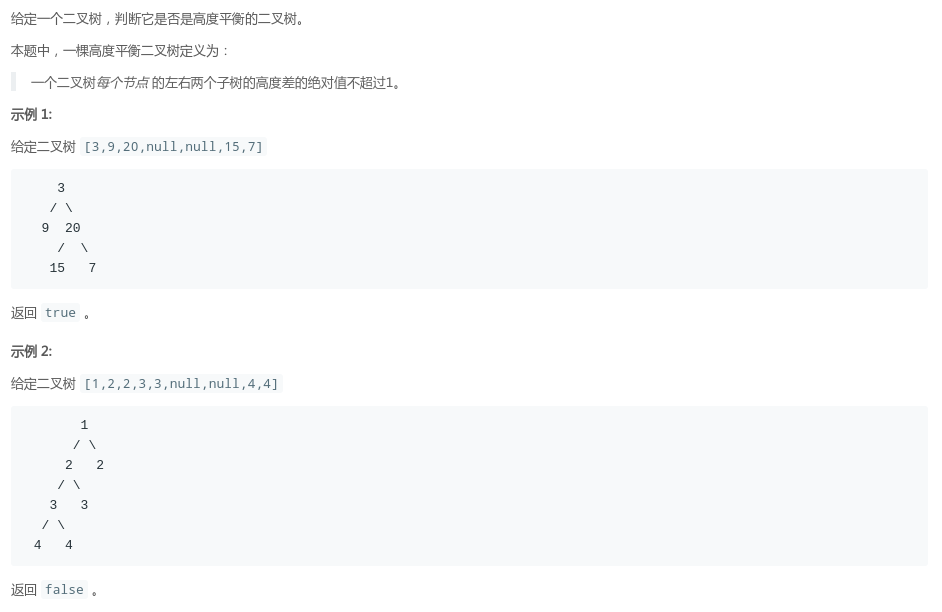 给定一个二叉树，判断它是否是高度平衡的二叉树。
本题中，一棵高度平衡二叉树定义为：
一个二叉树每个节点 的左右两个子树的高度差的绝对值不超过1。
示例 1:
给定二叉树 [3,9,20,null,null,15,7]
3
/ \
9 20
/ \
15 7
返回 true 。
示例 2:
给定二叉树 [1,2,2,3,3,null,null,4,4]
1
/ \
2 2
/ \
3 3
/ \
4 4
返回 false 。